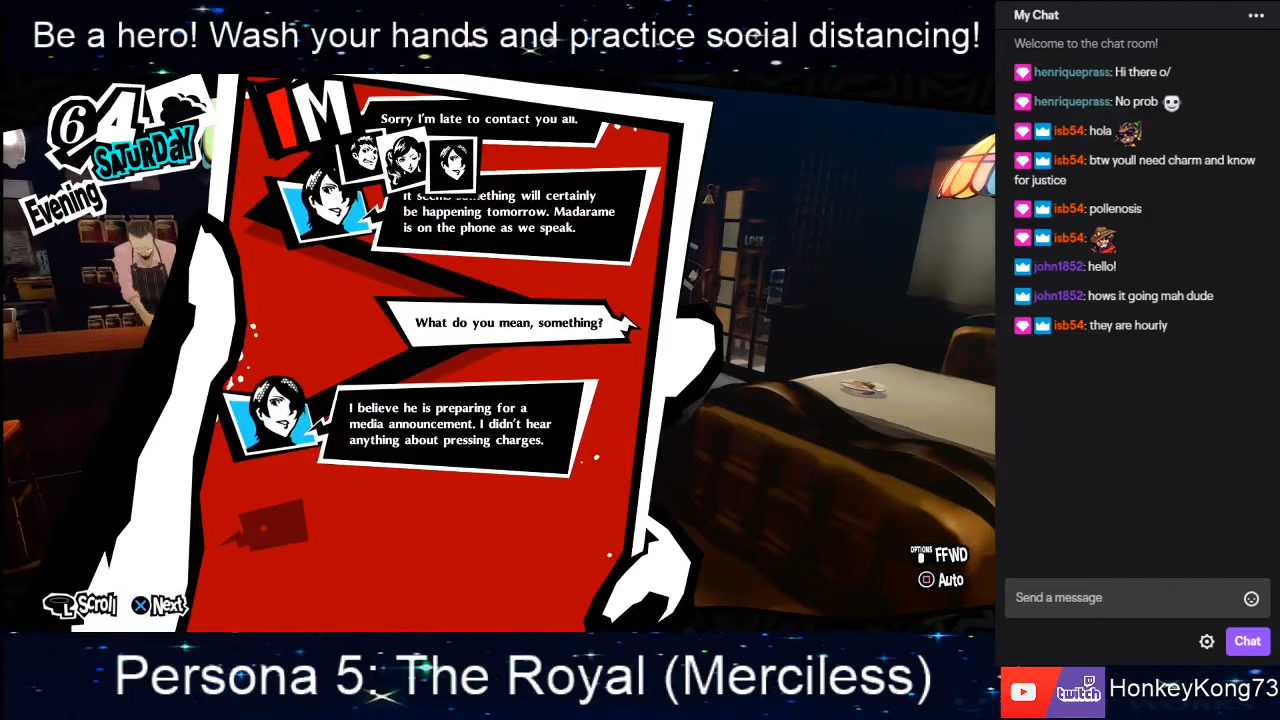 Be a hero! Wash your hands and practice social distancing!
My Chat
Welcome to the chat room!
henriqueprass: Hi there o/
henriqueprass: No prob
isb54: hola
isb54: btw youll need charm and know
for justice
isb54: pollenosis
isb54:
john1852: hello!
john1852: hows it going mah dude
isb54: they are hourly
Send a message
Chat
6/4
SATURDAY
Evening
IM
Sorry I'm late to contact you all.
It seems something will certainly
be happening tomorrow. Madarame
is on the phone as we speak.
What do you mean, something?
I believe he is preparing for a
media announcement. I didn't hear
anything about pressing charges.
OPTIONS FFWD
Auto
L Scroll
Next
Persona 5: The Royal (Merciless)
twitch
HonkeyKong73